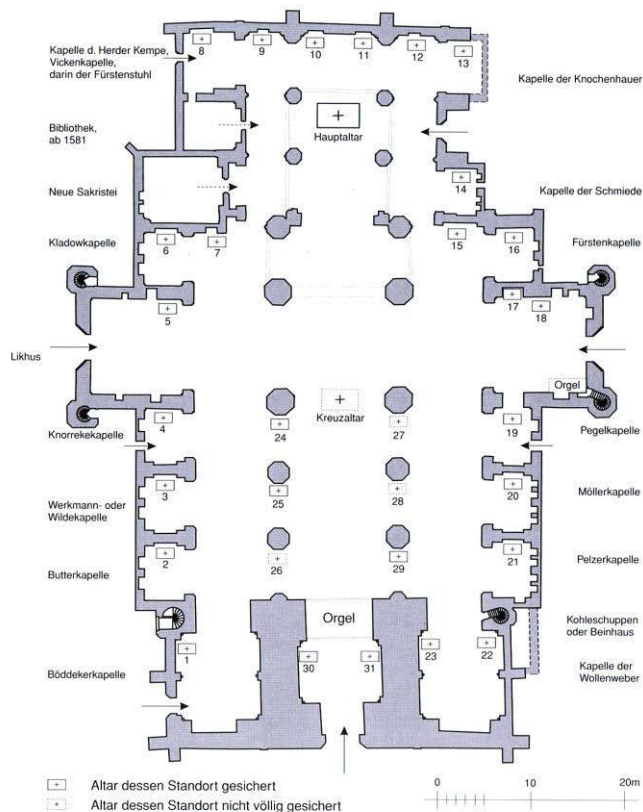 Kapelle d. Herder Kempe,
Vickenkapelle,
darin der Fürstenstuhl
8
9
10
11
12
13
Kapelle der Knochenhauer
Hauptaltar
Bibliothek,
ab 1581
Neue Sakristei
14
Kapelle der Schmiede
Kladowkapelle
6
7
15
16
Fürstenkapelle
5
17
18
Likhus
Orgel
Kreuzaltar
Knorrekekapelle
4
24
27
19
Pegelkapelle
3
25
28
20
Möllerkapelle
Werkmann- oder
Wildekapelle
2
26
29
21
Pelzerkapelle
Butterkapelle
Orgel
Kohleschuppen
oder Beinhaus
1
30
31
23
22
Böddekerkapelle
Kapelle der
Wollenweber
Altar dessen Standort gesichert
Altar dessen Standort nicht völlig gesichert
0
10
20m